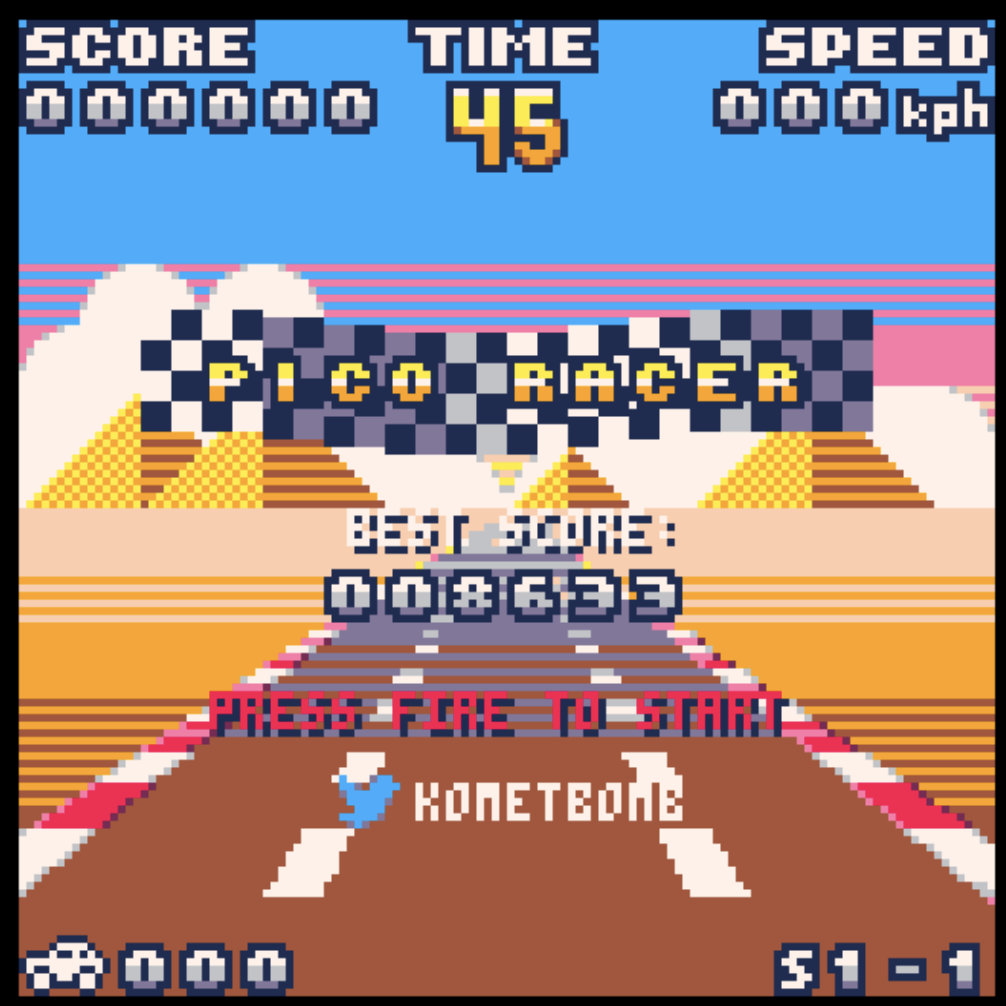 SCORE TIME SPEED
000000 45 000kph
PICO RACER
BEST SCORE:
008633
PRESS FIRE TO START
KOMETBOMB
000 S1-1